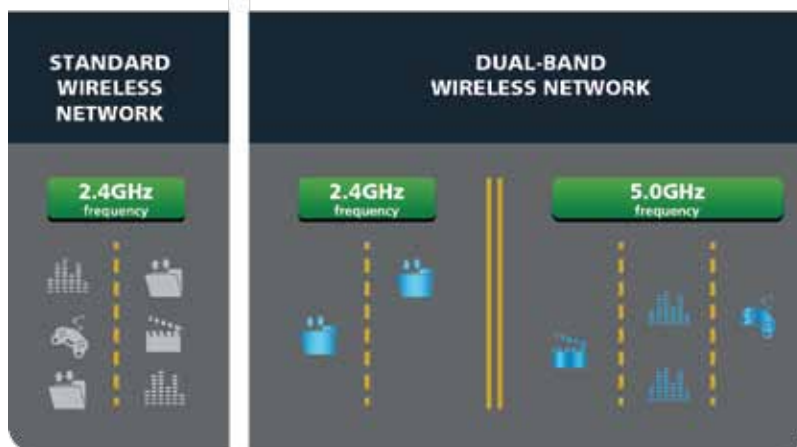 STANDARD
WIRELESS
NETWORK
DUAL-BAND
WIRELESS NETWORK
2.4GHz
frequency
2.4GHz
frequency
5.0GHz
frequency